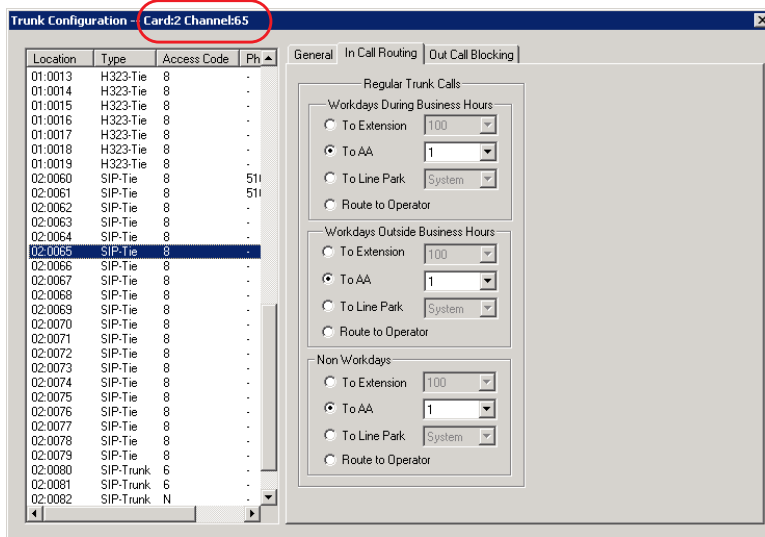 Trunk Configuration -- Card:2 Channel:65
Location Type Access Code Ph
01:0013 H323-Tie 8 -
01:0014 H323-Tie 8 -
01:0015 H323-Tie 8 -
01:0016 H323-Tie 8 -
01:0017 H323-Tie 8 -
01:0018 H323-Tie 8 -
01:0019 H323-Tie 8 -
02:0060 SIP-Tie 8 51
02:0061 SIP-Tie 8 51
02:0062 SIP-Tie 8 -
02:0063 SIP-Tie 8 -
02:0064 SIP-Tie 8 -
02:0065 SIP-Tie 8 -
02:0066 SIP-Tie 8 -
02:0067 SIP-Tie 8 -
02:0068 SIP-Tie 8 -
02:0069 SIP-Tie 8 -
02:0070 SIP-Tie 8 -
02:0071 SIP-Tie 8 -
02:0072 SIP-Tie 8 -
02:0073 SIP-Tie 8 -
02:0074 SIP-Tie 8 -
02:0075 SIP-Tie 8 -
02:0076 SIP-Tie 8 -
02:0077 SIP-Tie 8 -
02:0078 SIP-Tie 8 -
02:0079 SIP-Tie 8 -
02:0080 SIP-Trunk 6 -
02:0081 SIP-Trunk 6 -
02:0082 SIP-Trunk N -
General In Call Routing Out Call Blocking
Regular Trunk Calls
Workdays During Business Hours
To Extension 100
To AA 1
To Line Park System
Route to Operator
Workdays Outside Business Hours
To Extension 100
To AA 1
To Line Park System
Route to Operator
Non Workdays
To Extension 100
To AA 1
To Line Park System
Route to Operator